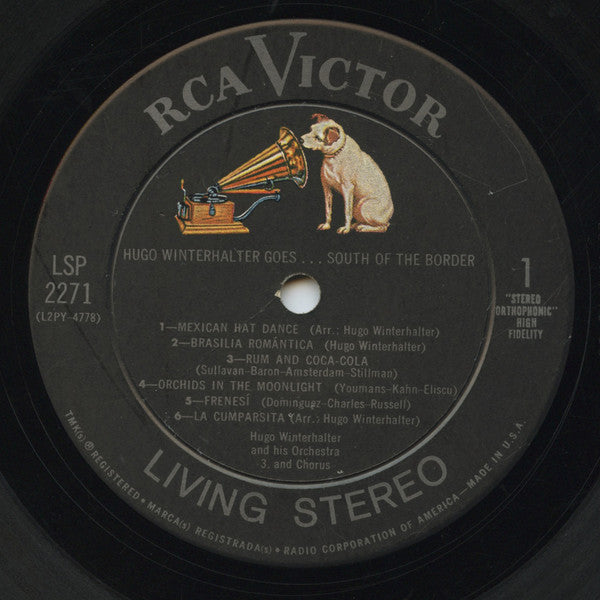 RCA VICTOR
HUGO WINTERHALTER GOES . . . SOUTH OF THE BORDER
LSP
2271
(L2PY-4778)
1
"STEREO
ORTHOPHONIC"
HIGH
FIDELITY
1—MEXICAN HAT DANCE (Arr.: Hugo Winterhalter)
2—BRASILIA ROMÁNTICA (Hugo Winterhalter)
3—RUM AND COCA-COLA
(Sullavan-Baron-Amsterdam-Stillman)
4—ORCHIDS IN THE MOONLIGHT (Youmans-Kahn-Eliscu)
5—FRENESÍ (Dominguez-Charles-Russell)
6—LA CUMPARSITA (Arr.: Hugo Winterhalter)
Hugo Winterhalter
and his Orchestra
3. and Chorus
LIVING STEREO
TMK(s) ® REGISTERED • MARCA(s) REGISTRADA(s) • RADIO CORPORATION OF AMERICA—MADE IN U.S.A.